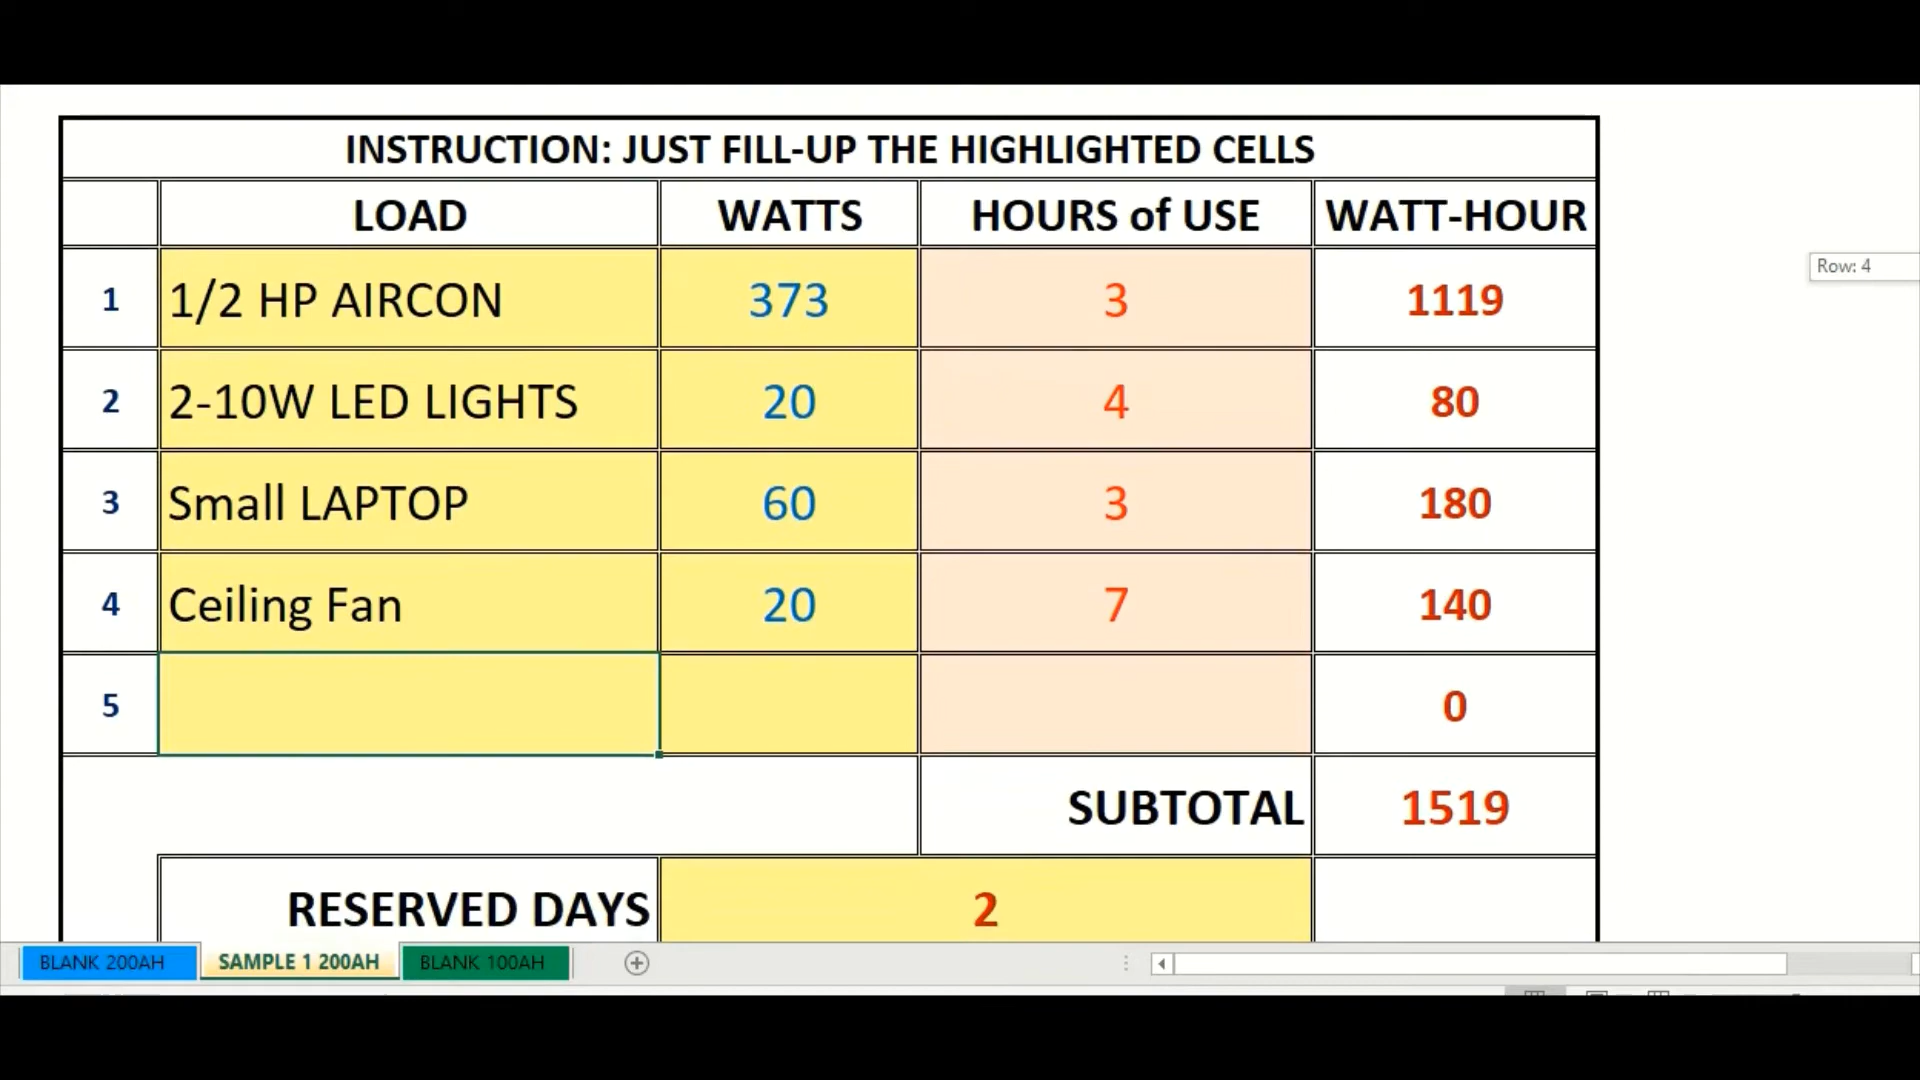 INSTRUCTION: JUST FILL-UP THE HIGHLIGHTED CELLS
LOAD WATTS HOURS of USE WATT-HOUR
Row: 4
1 1/2 HP AIRCON 373 3 1119
2 2-10W LED LIGHTS 20 4 80
3 Small LAPTOP 60 3 180
4 Ceiling Fan 20 7 140
5 0
SUBTOTAL 1519
RESERVED DAYS 2
BLANK 200AH SAMPLE 1 200AH BLANK 100AH